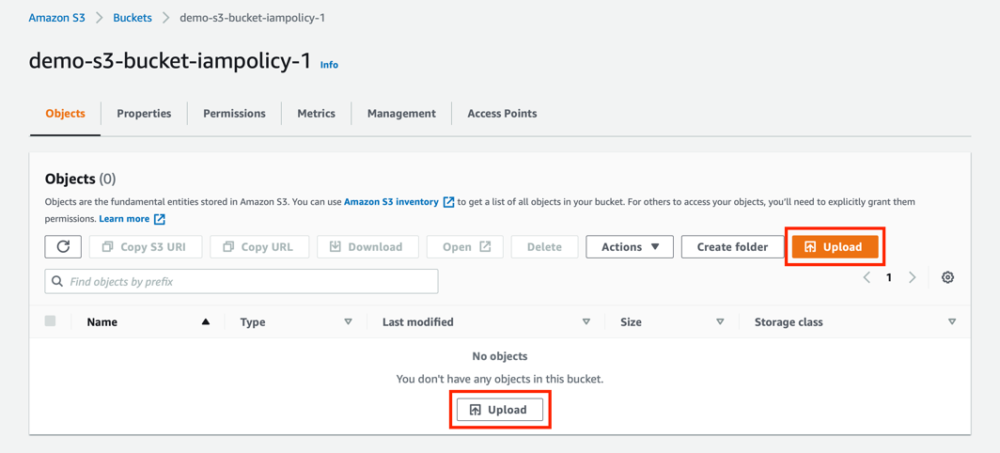 Amazon S3 > Buckets > demo-s3-bucket-iampolicy-1
demo-s3-bucket-iampolicy-1 Info
Objects Properties Permissions Metrics Management Access Points
Objects (0)
Objects are the fundamental entities stored in Amazon S3. You can use Amazon S3 inventory to get a list of all objects in your bucket. For others to access your objects, you'll need to explicitly grant them
permissions. Learn more
Copy S3 URI Copy URL Download Open Delete Actions Create folder Upload
Find objects by prefix 1
Name Type Last modified Size Storage class
No objects
You don't have any objects in this bucket.
Upload